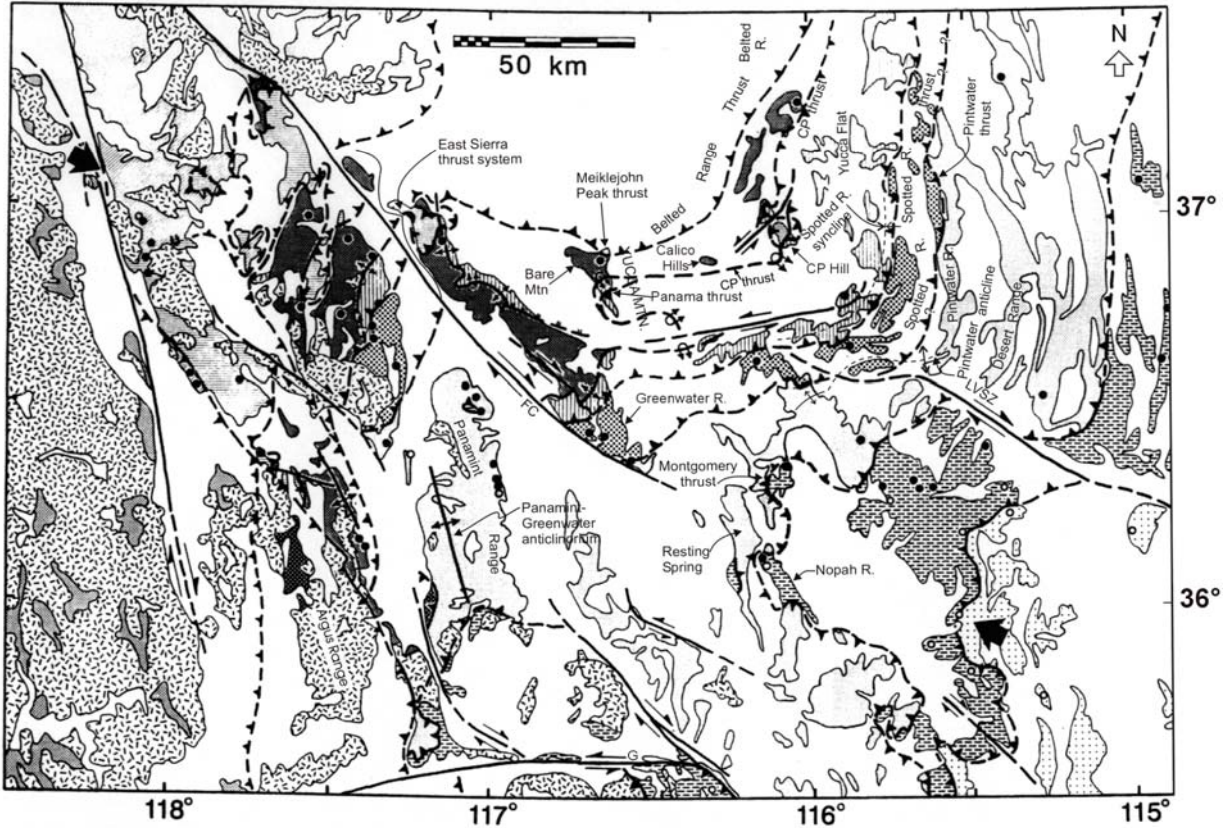 50 km
N
Belted
R.
Thrust
CP thrust
Yucca Flat
Thrust
Pintwater
thrust
East Sierra
thrust system
Meiklejohn
Peak thrust
Range
Belted
Spotted R.
syncline
Spotted
R.
37°
Bare
Mtn
YUCCA MTN.
Calico
Hills
CP thrust
CP Hill
Panama thrust
Spotted
R.
Pintwater R.
Pintwater anticline
Desert Range
LVSZ
FC
Greenwater R.
Panamint
Range
Montgomery
thrust
Panamint-
Greenwater
anticlinorium
Resting
Spring
Nopah R.
36°
Argus Range
G
118°
117°
116°
115°